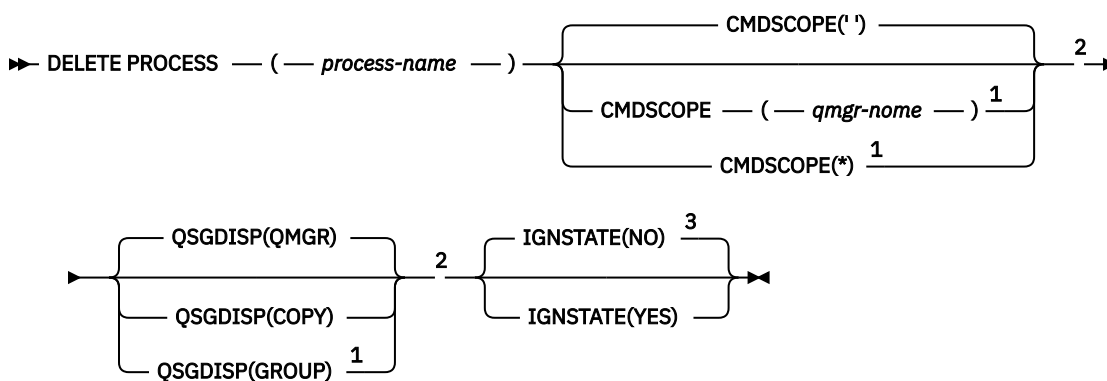 CMDSCOPE(' ')
DELETE PROCESS ( process-name ) 2
CMDSCOPE ( qmgr-nome ) 1
CMDSCOPE(*) 1
QSGDISP(QMGR) IGNSTATE(NO) 3
2
QSGDISP(COPY) IGNSTATE(YES)
QSGDISP(GROUP) 1